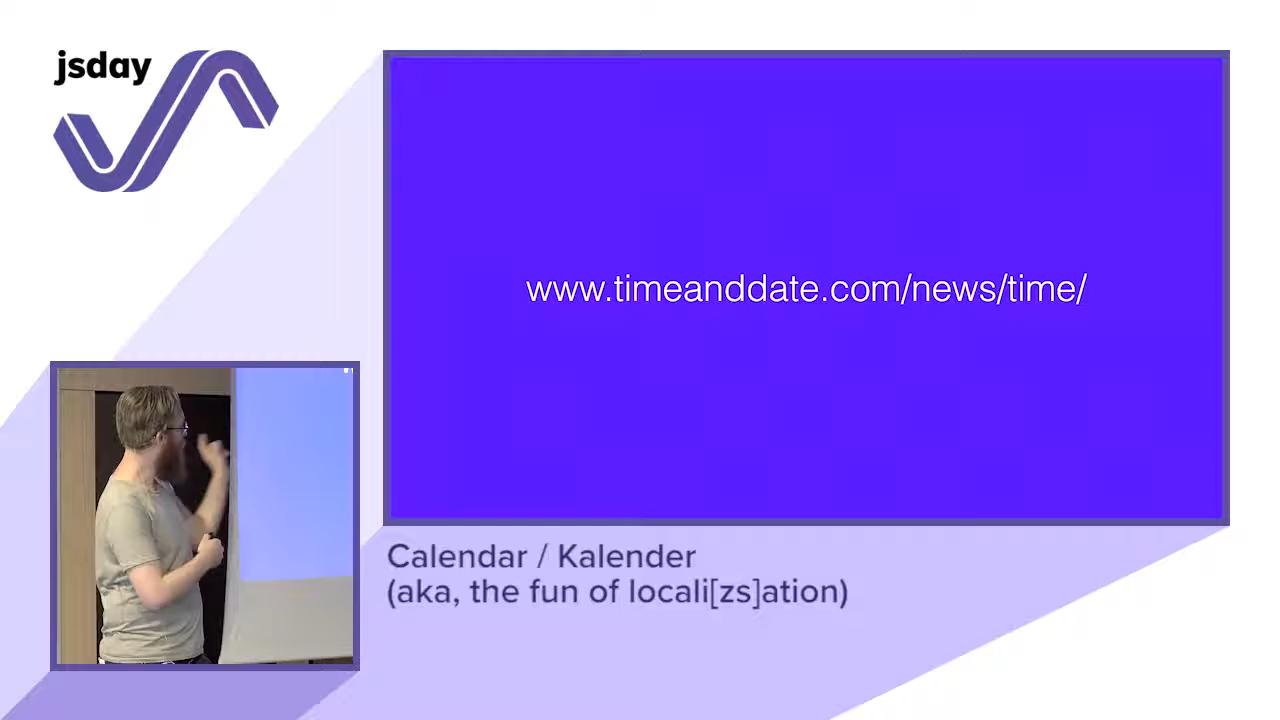 jsday
www.timeanddate.com/news/time/
Calendar / Kalender
(aka, the fun of locali[zs]ation)